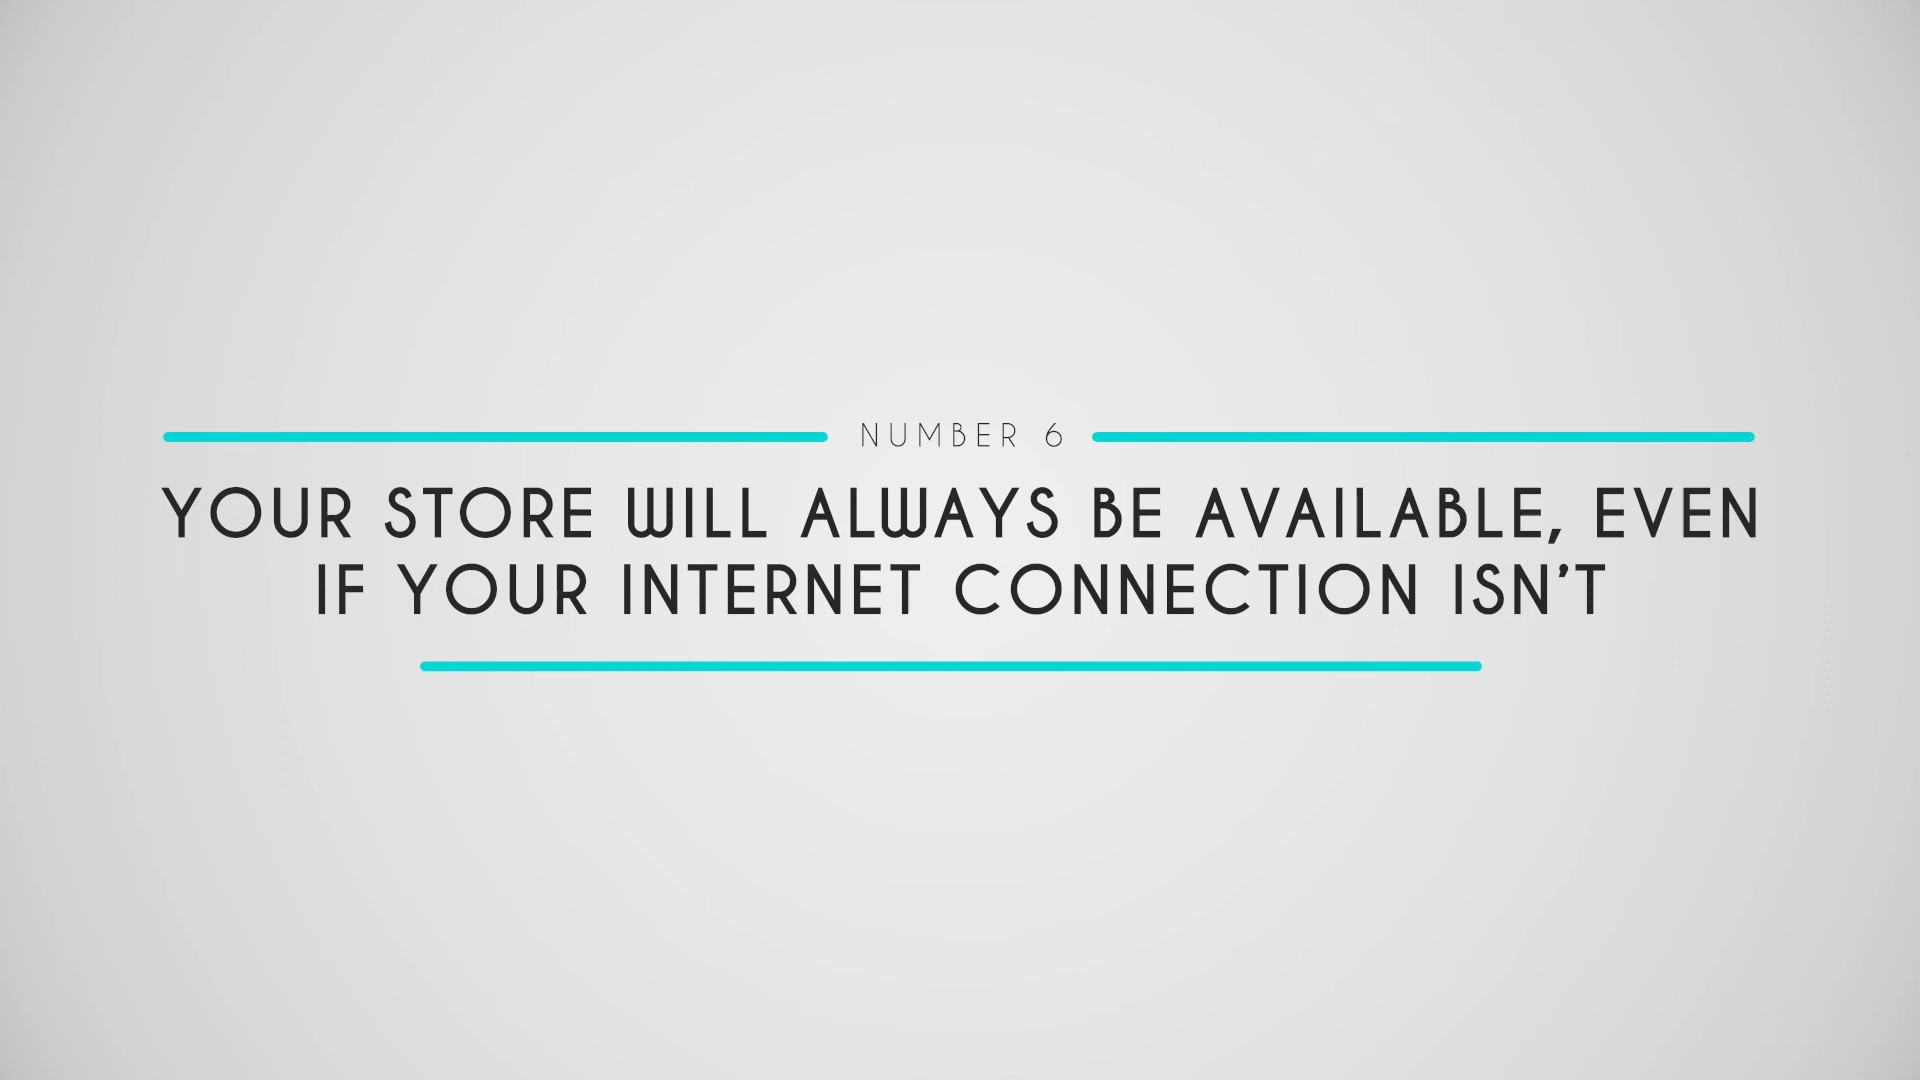 NUMBER 6
YOUR STORE WILL ALWAYS BE AVAILABLE, EVEN
IF YOUR INTERNET CONNECTION ISN’T